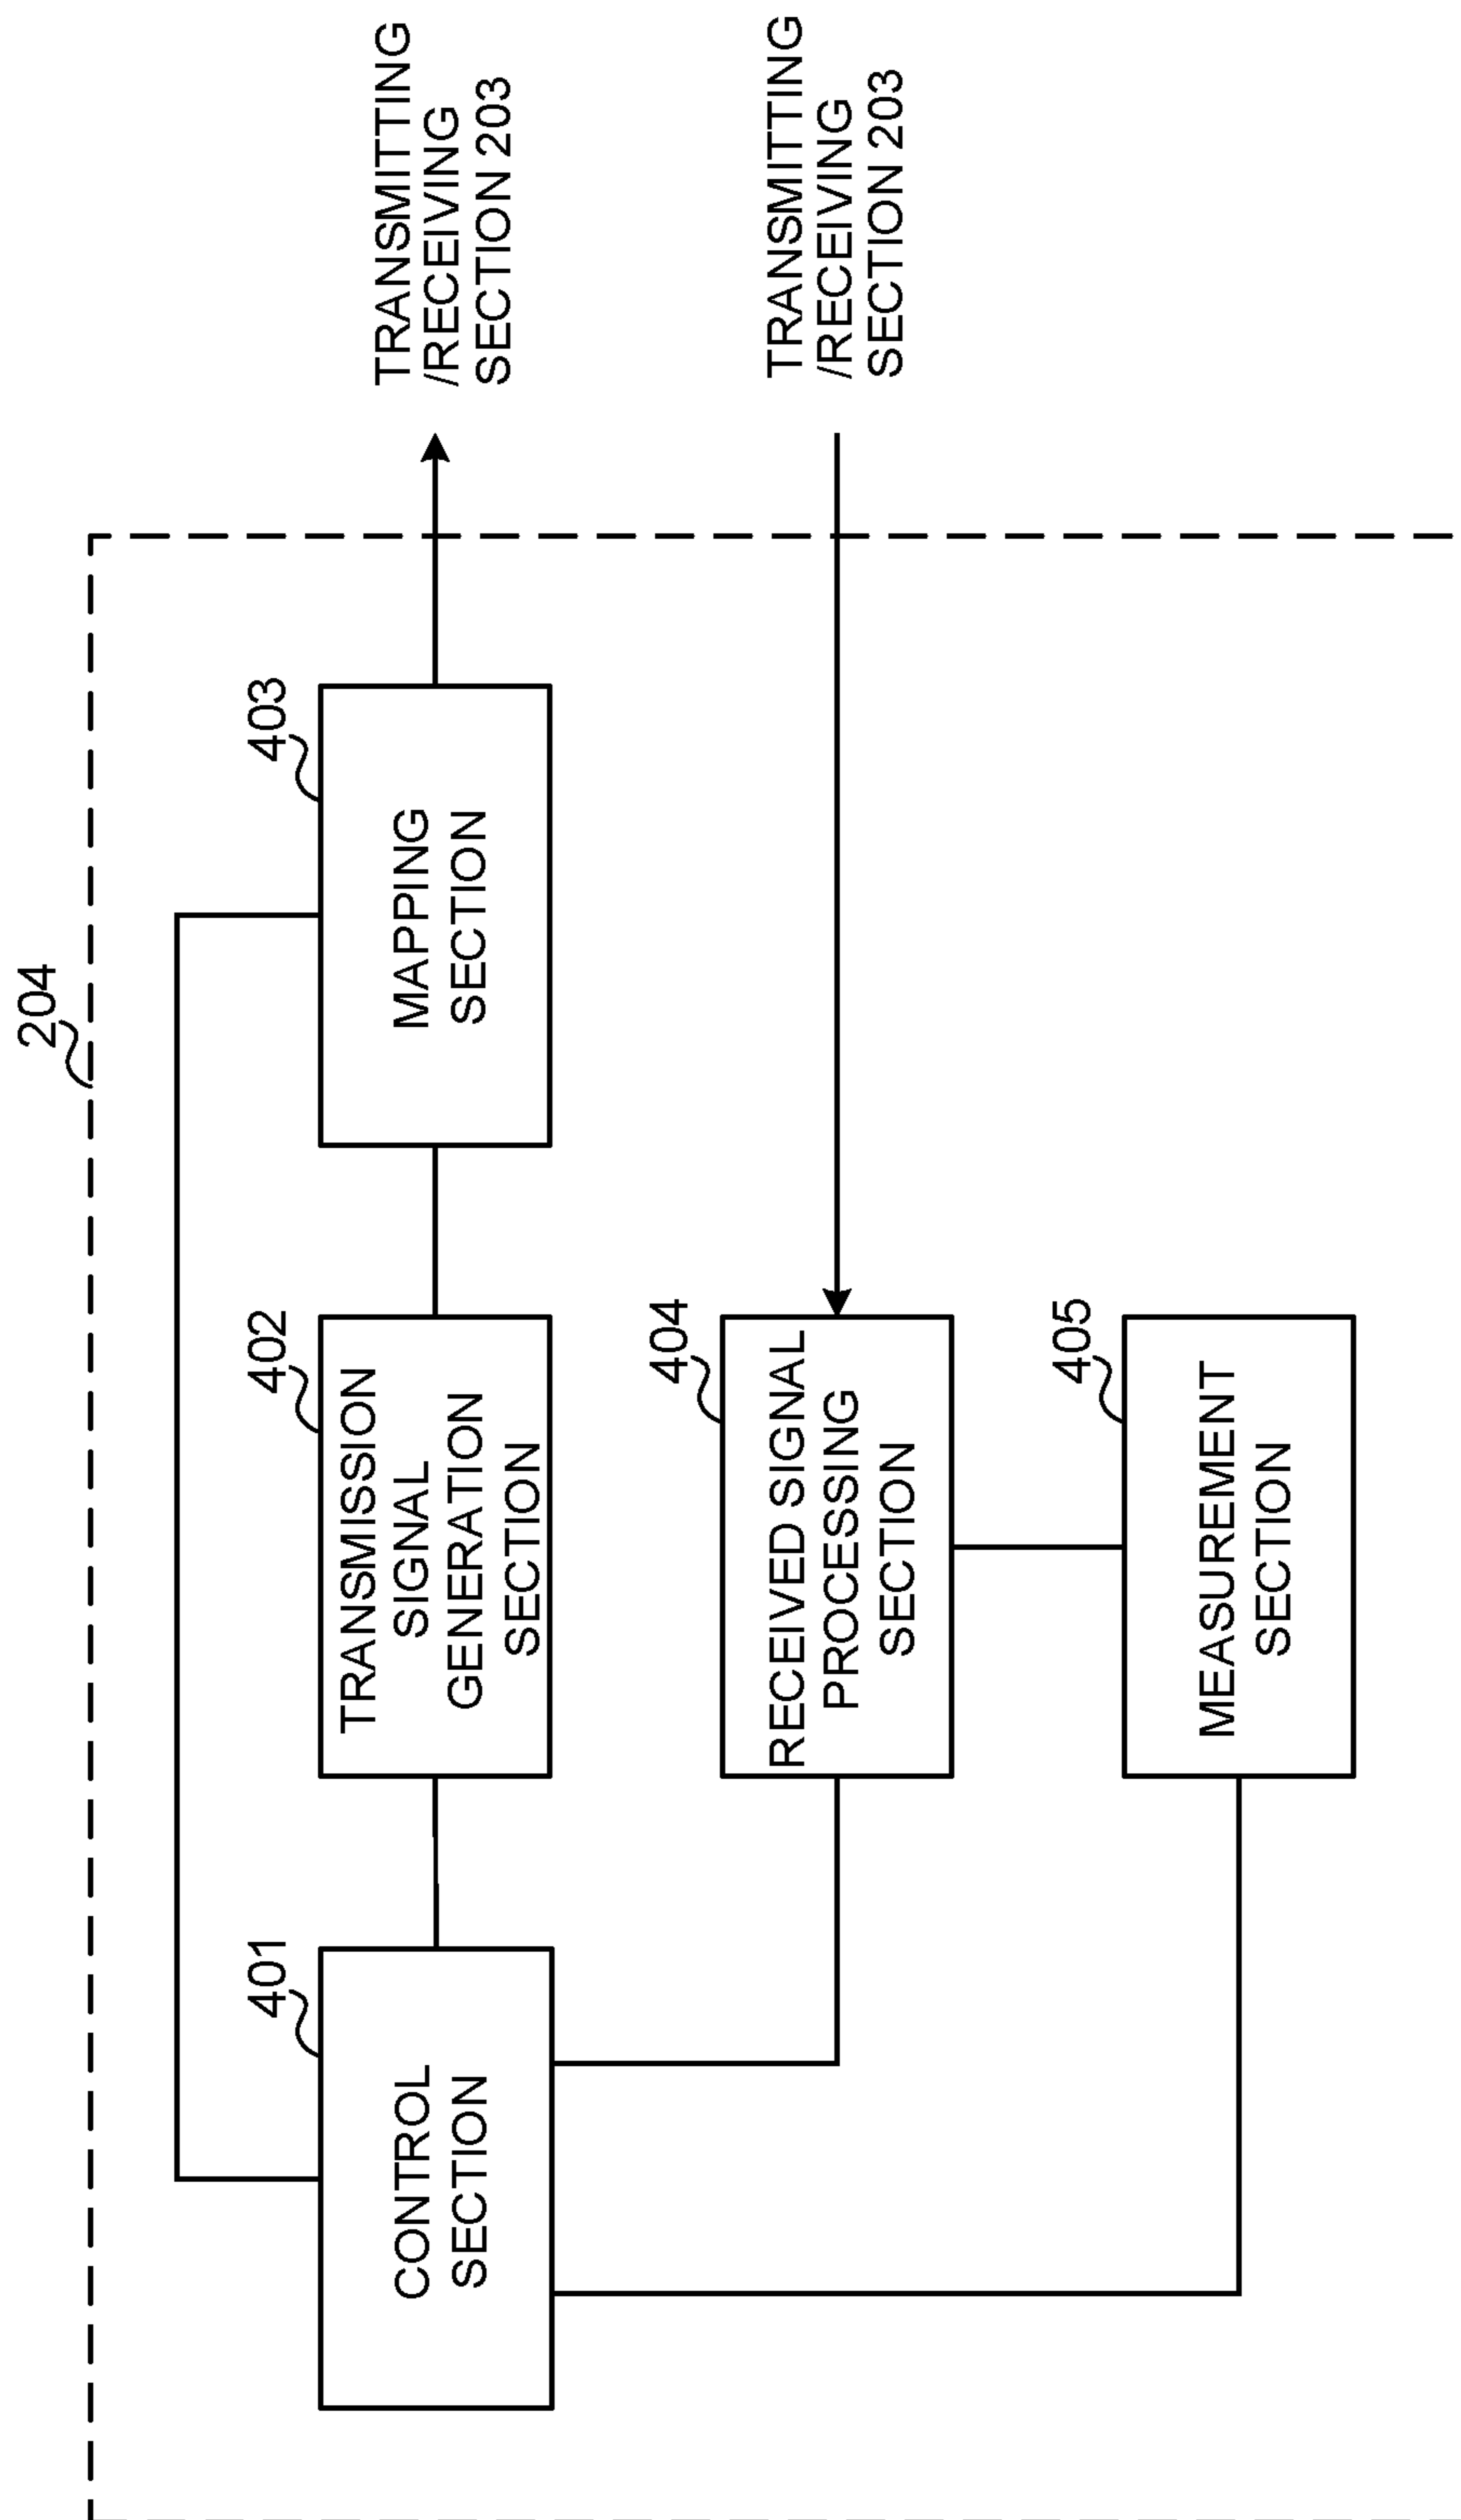 204
401
CONTROL
SECTION
402
TRANSMISSION
SIGNAL
GENERATION
SECTION
403
MAPPING
SECTION
TRANSMITTING
/RECEIVING
SECTION 203
404
RECEIVED SIGNAL
PROCESSING
SECTION
TRANSMITTING
/RECEIVING
SECTION 203
405
MEASUREMENT
SECTION